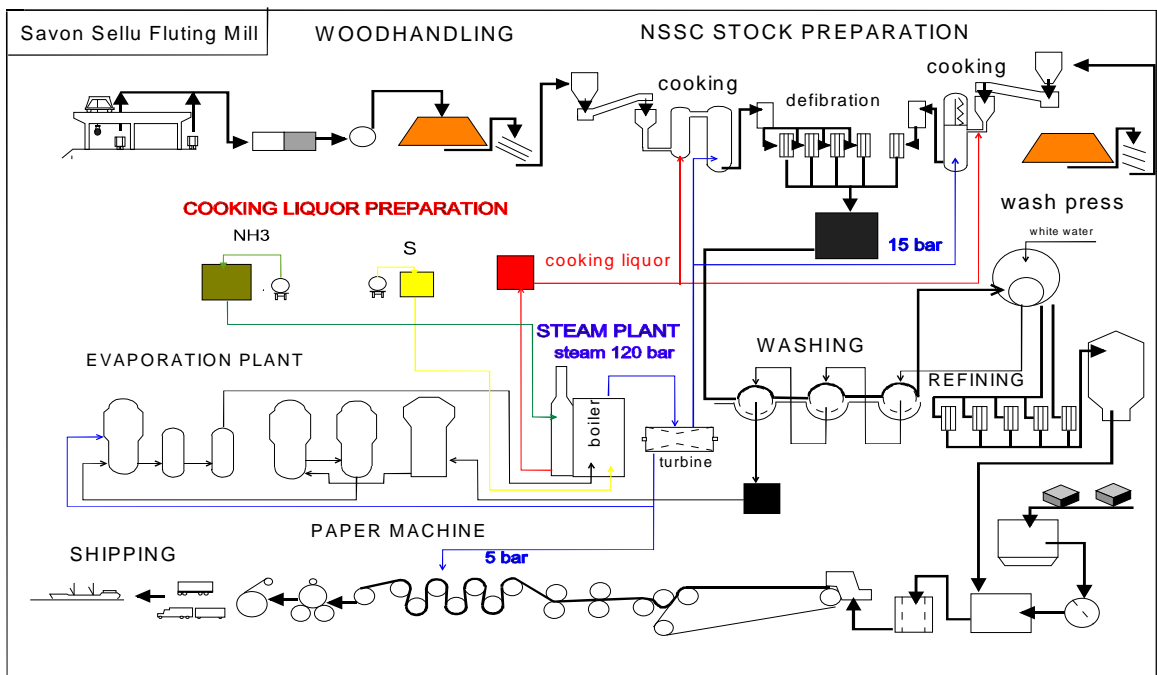 Savon Sellu Fluting Mill
WOODHANDLING
NSSC STOCK PREPARATION
cooking
cooking
defibration
wash press
white water
COOKING LIQUOR PREPARATION
NH3
S
cooking liquor
15 bar
STEAM PLANT
steam 120 bar
EVAPORATION PLANT
WASHING
REFINING
boiler
turbine
PAPER MACHINE
5 bar
SHIPPING